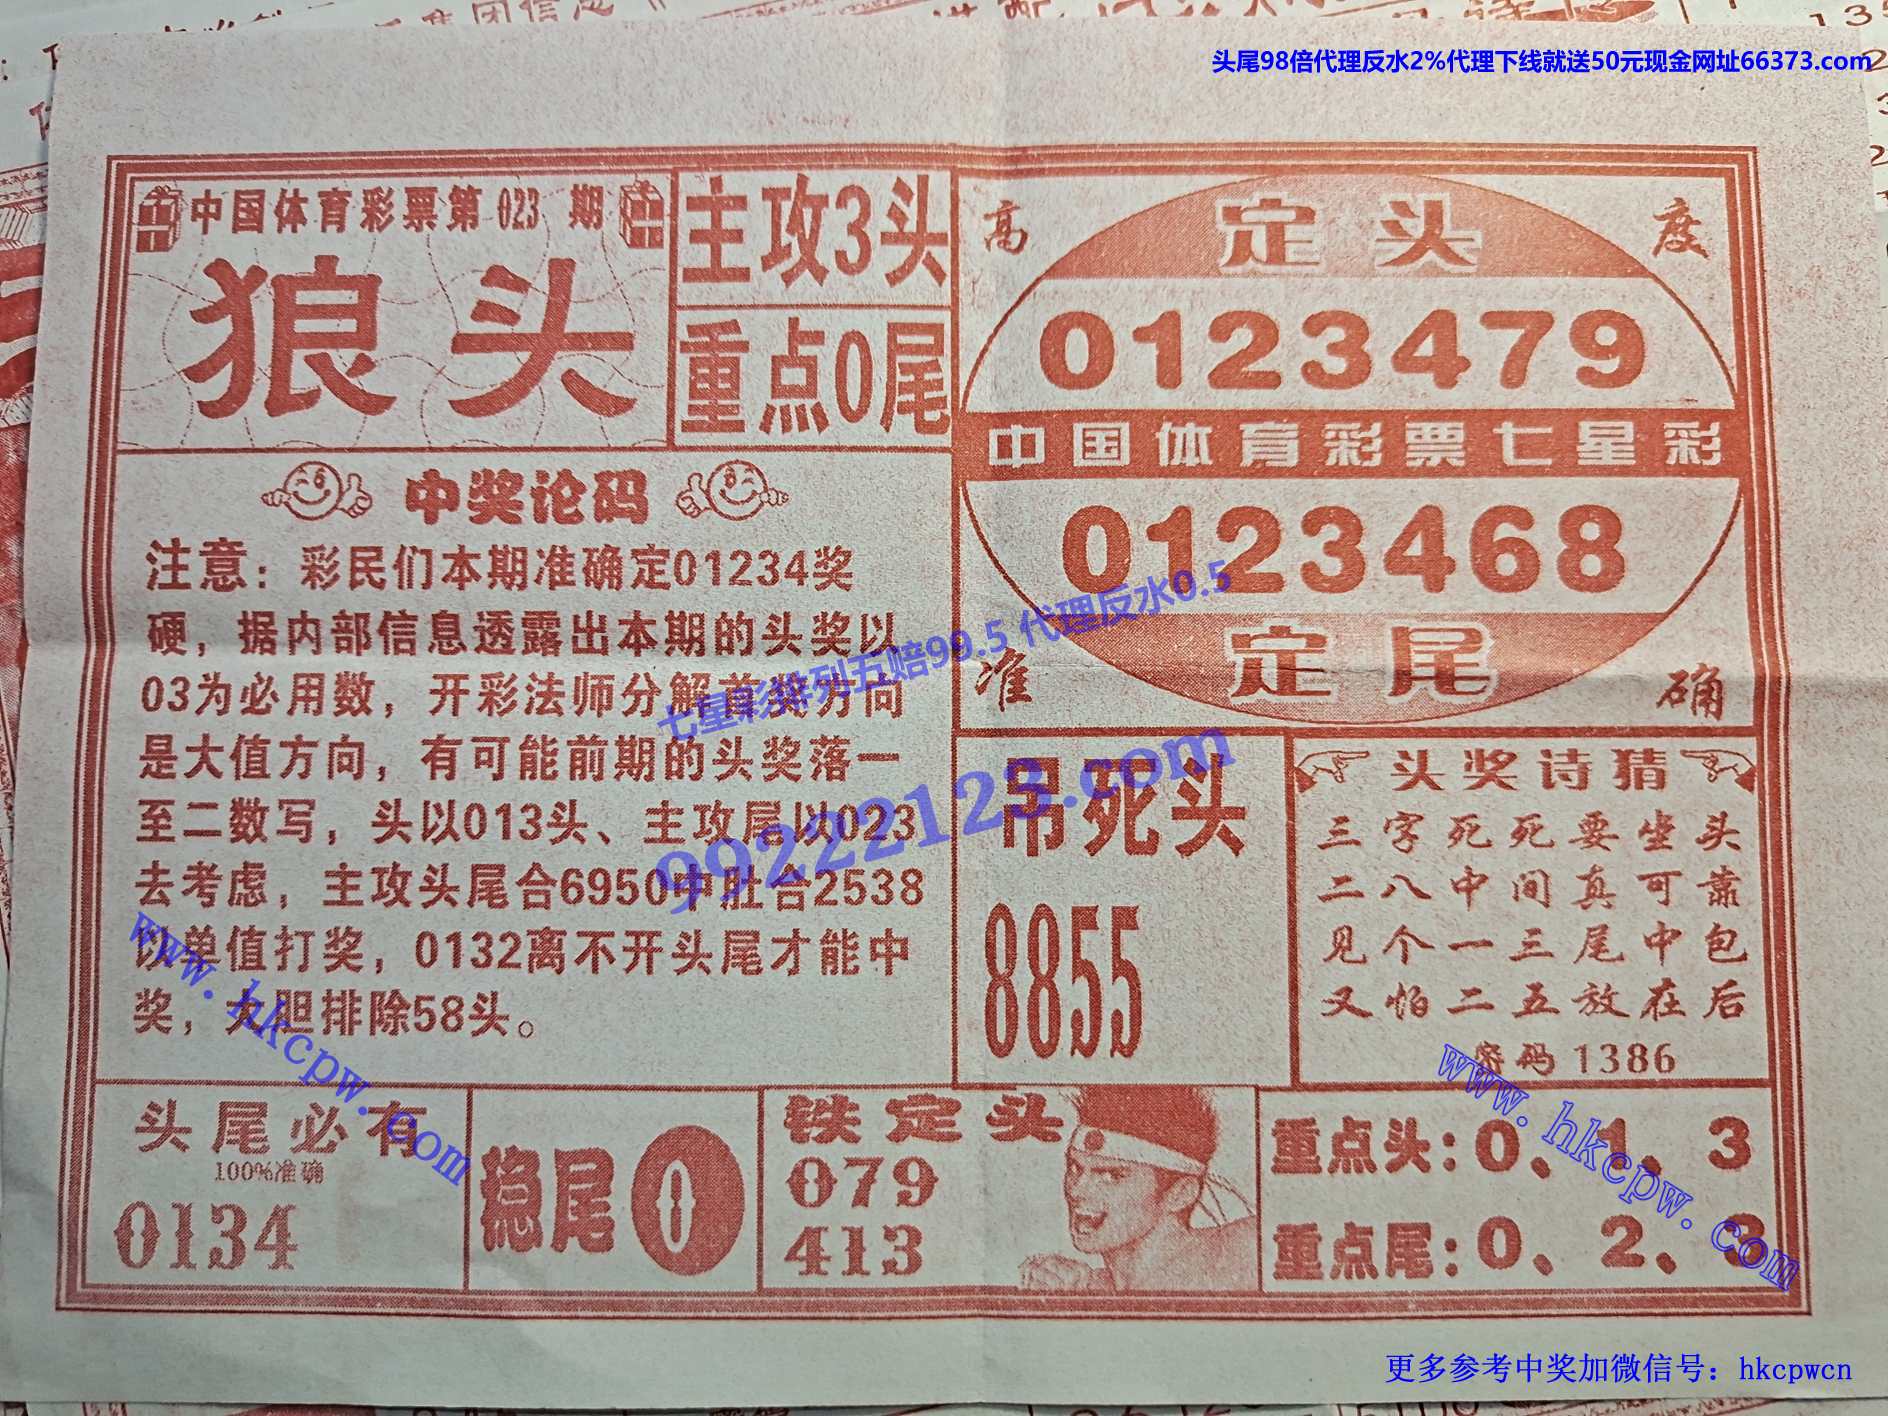 头尾98倍代理反水2%代理下线就送50元现金网址66373.com
中国体育彩票第 023 期
狼头
主攻3头
重点0尾
高度
定头
0123479
中国体育彩票七星彩
0123468
定尾
准确
中奖论码
注意：彩民们本期准确定01234奖
硬，据内部信息透露出本期的头奖以
03为必用数，开彩法师分解首奖方向
是大值方向，有可能前期的头奖落一
至二数写，头以013头、主攻尾以023
去考虑，主攻头尾合6950中肚合2538
以单值打奖，0132离不开头尾才能中
奖，大胆排除58头。
七星彩排列五赔99.5 代理反水0.5
99222123.com
吊死头
8855
头奖诗猜
三字死死要坐头
二八中间真可靠
见个一三尾中包
又怕二五放在后
密码1386
www.hkcpw.com
www.hkcpw.com
头尾必有
100%准确
0134
稳尾 0
铁定头
079
413
重点头：0、1、3
重点尾：0、2、3
更多参考中奖加微信号：hkcpwcn